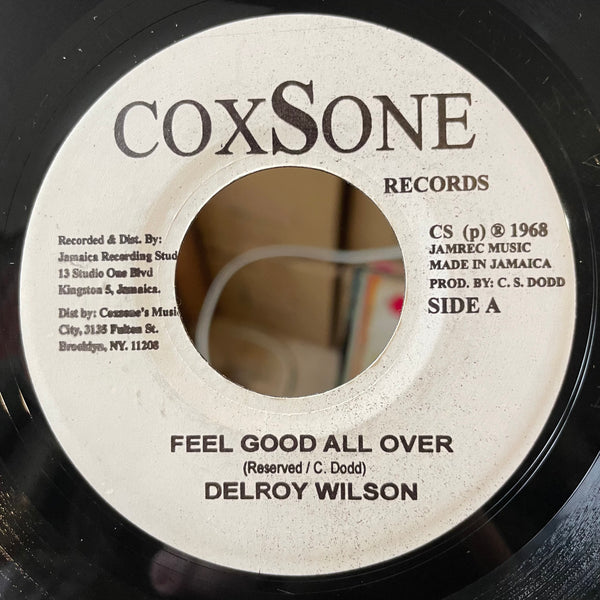 COXSONE
RECORDS
Recorded & Dist. By:
Jamaica Recording Stud
13 Studio One Blvd
Kingston 5, Jamaica.
Dist by: Coxsone's Musi
City, 3135 Fulton St.
Brooklyn, NY. 11208
CS (p) ® 1968
JAMREC MUSIC
MADE IN JAMAICA
PROD. BY: C. S. DODD
SIDE A
FEEL GOOD ALL OVER
(Reserved / C. Dodd)
DELROY WILSON